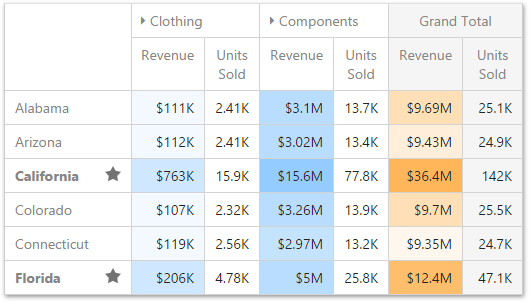 Clothing Components Grand Total
Revenue Units Sold Revenue Units Sold Revenue Units Sold
Alabama $111K 2.41K $3.1M 13.7K $9.69M 25.1K
Arizona $112K 2.41K $3.02M 13.4K $9.43M 24.9K
California $763K 15.9K $15.6M 77.8K $36.4M 142K
Colorado $107K 2.32K $3.26M 13.9K $9.7M 25.5K
Connecticut $119K 2.56K $2.97M 13.2K $9.35M 24.7K
Florida $206K 4.78K $5M 25.8K $12.4M 47.1K